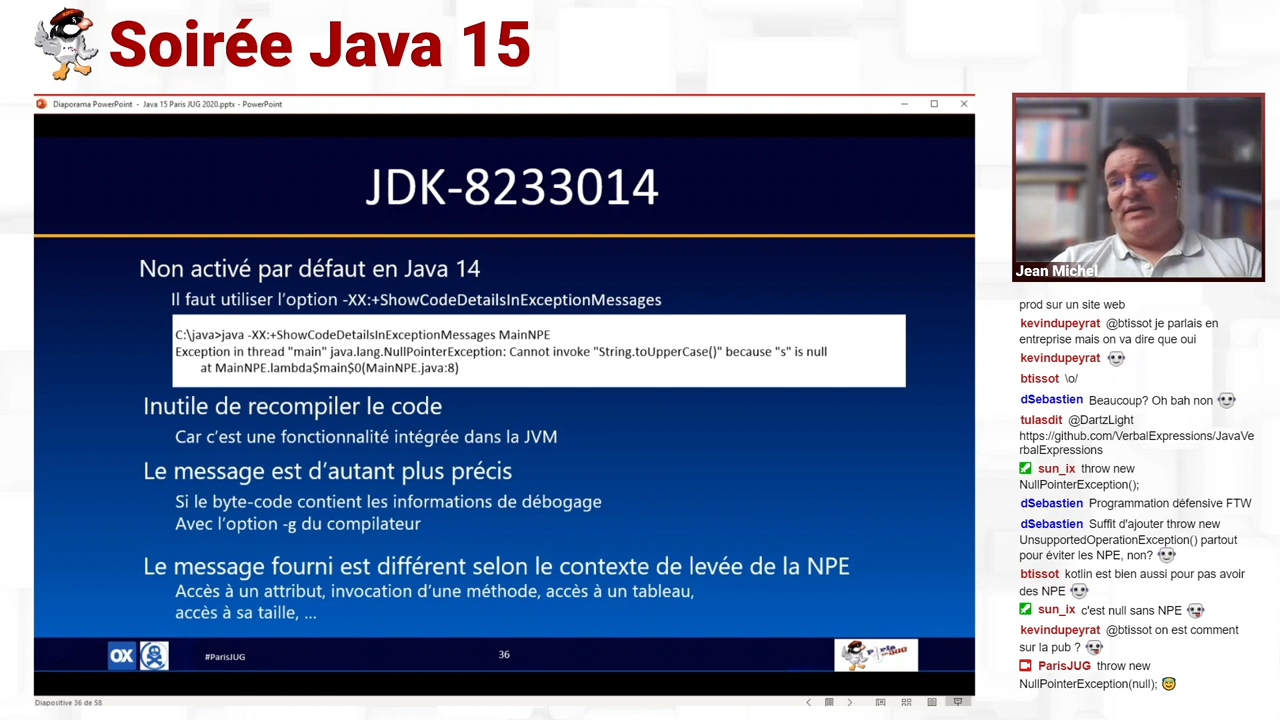 Soirée Java 15
Diaporama PowerPoint - Java 15 Paris JUG 2020.pptx - PowerPoint
JDK-8233014
Non activé par défaut en Java 14
Il faut utiliser l'option -XX:+ShowCodeDetailsInExceptionMessages
C:\java>java -XX:+ShowCodeDetailsInExceptionMessages MainNPE
Exception in thread "main" java.lang.NullPointerException: Cannot invoke "String.toUpperCase()" because "s" is null
at MainNPE.lambda$main$0(MainNPE.java:8)
Inutile de recompiler le code
Car c'est une fonctionnalité intégrée dans la JVM
Le message est d'autant plus précis
Si le byte-code contient les informations de débogage
Avec l'option -g du compilateur
Le message fourni est différent selon le contexte de levée de la NPE
Accès à un attribut, invocation d'une méthode, accès à un tableau,
accès à sa taille, ...
OX
#ParisJUG
36
Diapositive 36 de 58
Jean Michel
prod sur un site web
kevindupeyrat @btissot je parlais en
entreprise mais on va dire que oui
kevindupeyrat
btissot \o/
dSebastien Beaucoup? Oh bah non
tulasdit @DartzLight
https://github.com/VerbalExpressions/JavaVe
rbalExpressions
sun_ix throw new
NullPointerException();
dSebastien Programmation défensive FTW
dSebastien Suffit d'ajouter throw new
UnsupportedOperationException() partout
pour éviter les NPE, non?
btissot kotlin est bien aussi pour pas avoir
des NPE
sun_ix c'est null sans NPE
kevindupeyrat @btissot on est comment
sur la pub ?
ParisJUG throw new
NullPointerException(null);